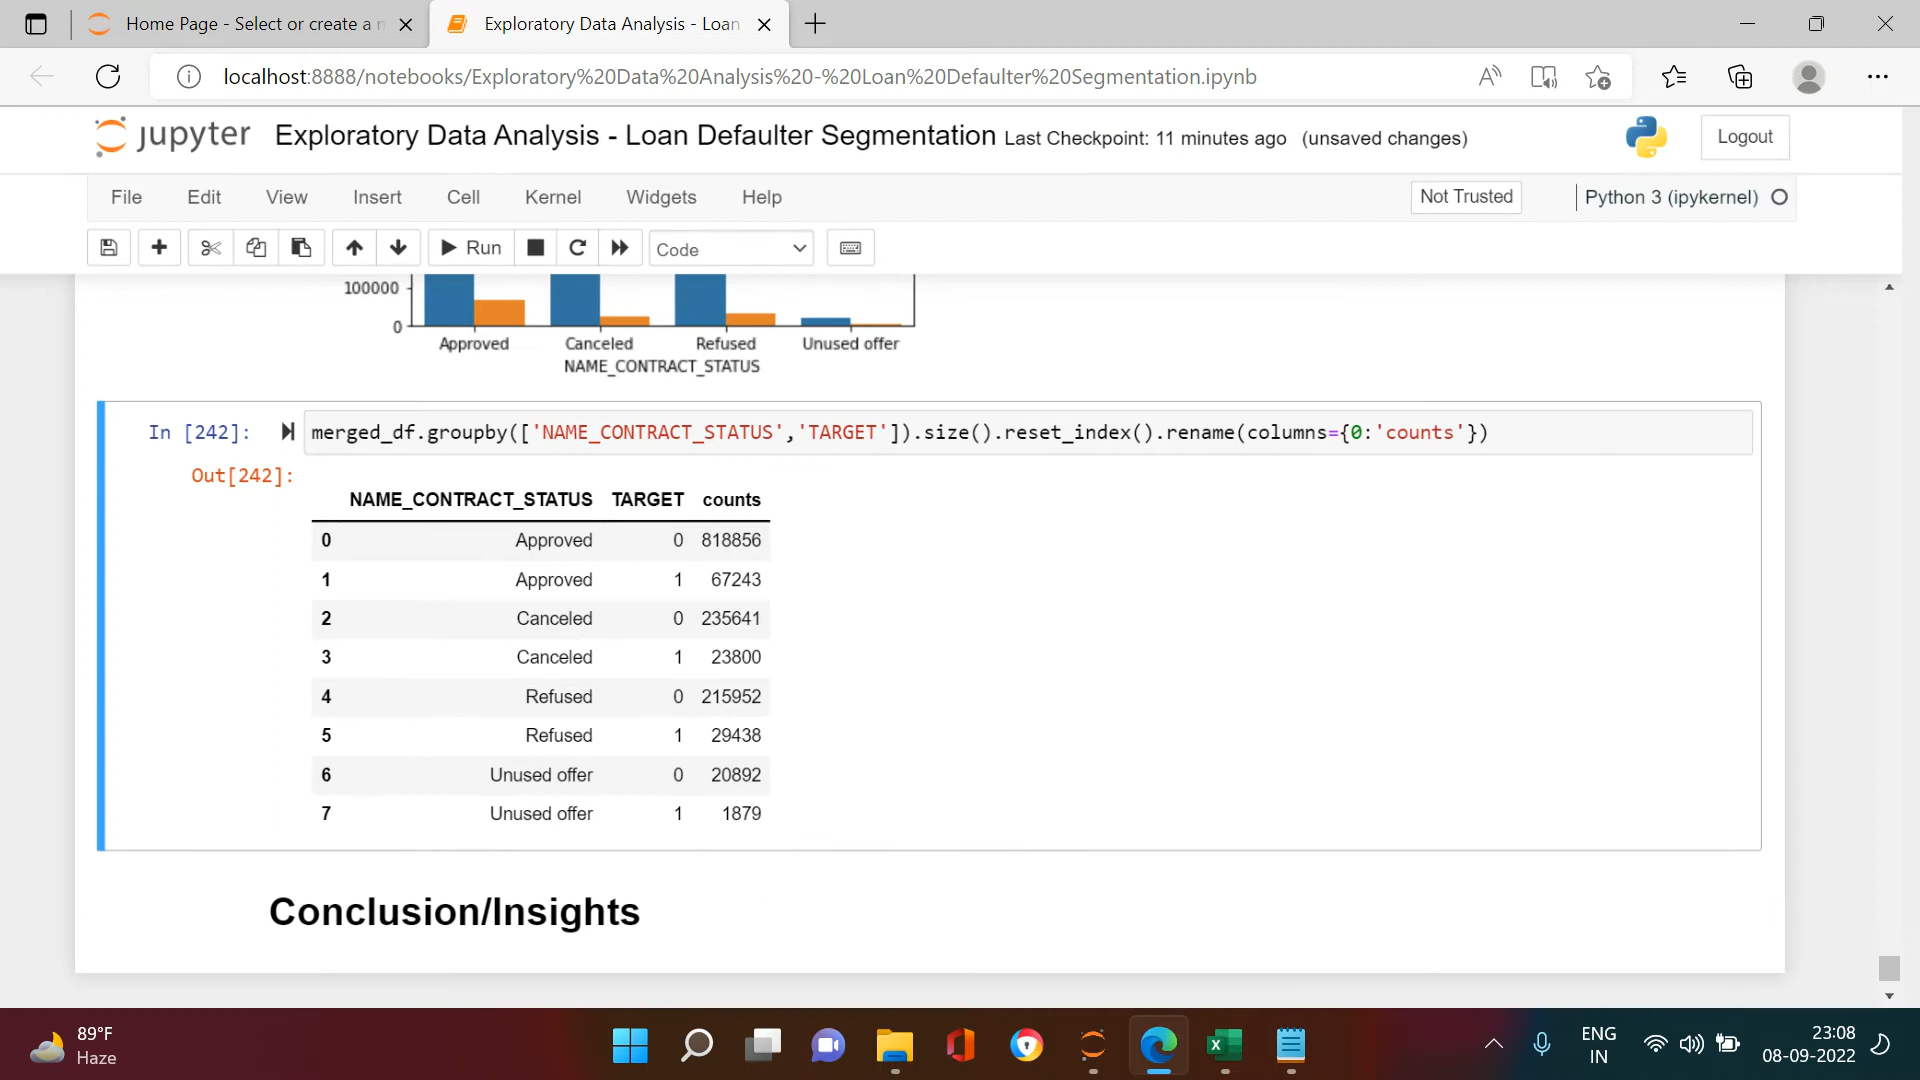 Home Page - Select or create a n
Exploratory Data Analysis - Loan
localhost:8888/notebooks/Exploratory%20Data%20Analysis%20-%20Loan%20Defaulter%20Segmentation.ipynb
jupyter Exploratory Data Analysis - Loan Defaulter Segmentation Last Checkpoint: 11 minutes ago (unsaved changes)
Logout
File Edit View Insert Cell Kernel Widgets Help
Not Trusted
Python 3 (ipykernel)
Run
Code
100000
0
Approved Canceled Refused Unused offer
NAME_CONTRACT_STATUS
In [242]: merged_df.groupby(['NAME_CONTRACT_STATUS','TARGET']).size().reset_index().rename(columns={0:'counts'})
Out[242]:
NAME_CONTRACT_STATUS TARGET counts
0 Approved 0 818856
1 Approved 1 67243
2 Canceled 0 235641
3 Canceled 1 23800
4 Refused 0 215952
5 Refused 1 29438
6 Unused offer 0 20892
7 Unused offer 1 1879
Conclusion/Insights
89°F
Haze
ENG
IN
23:08
08-09-2022